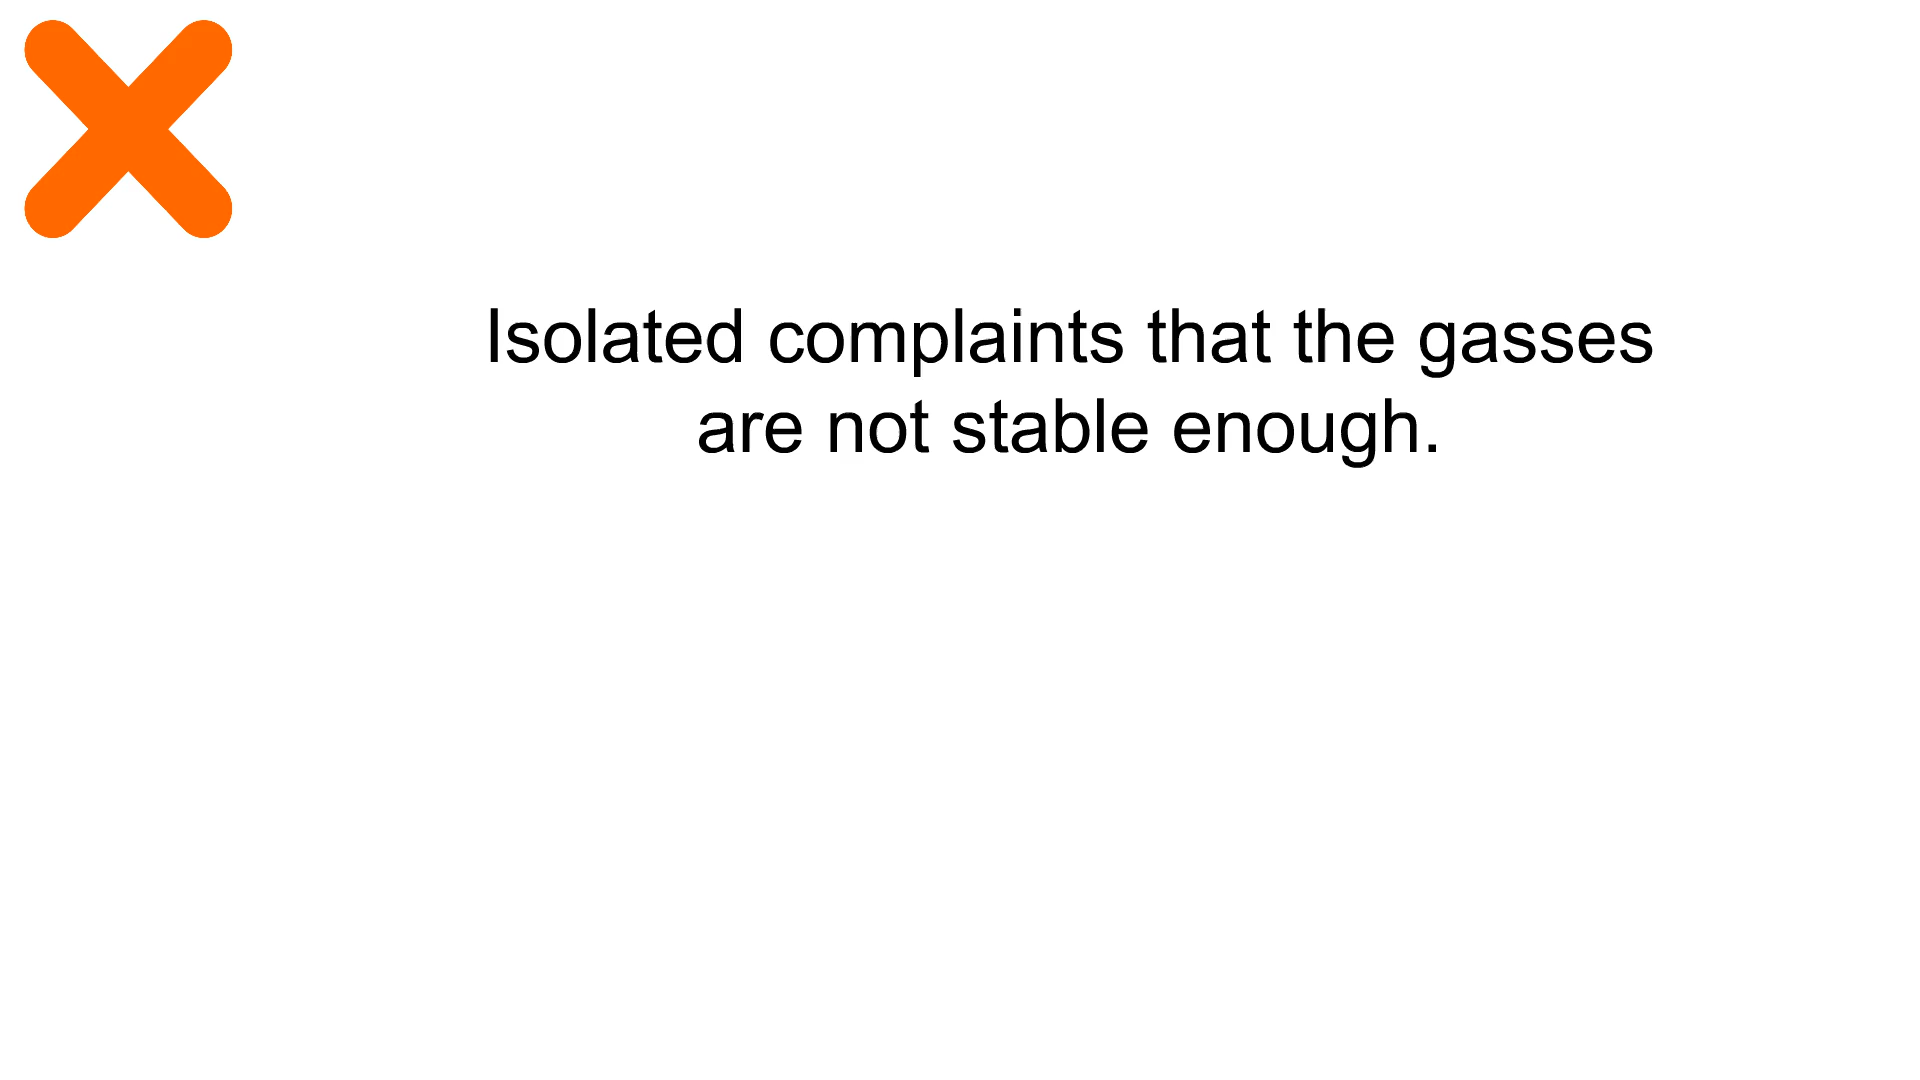 Isolated complaints that the gasses
are not stable enough.